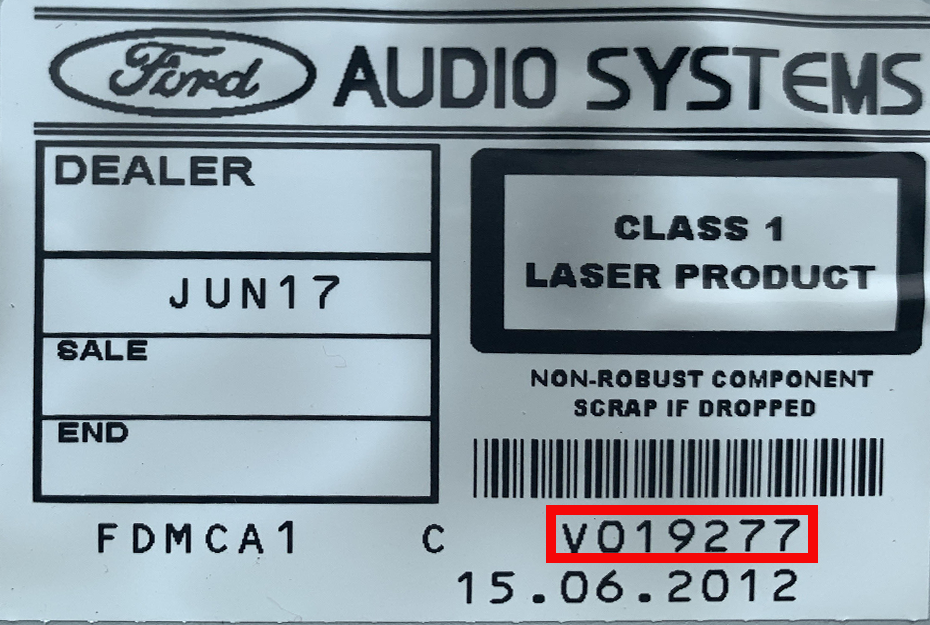 Ford AUDIO SYSTEMS
DEALER
JUN17
SALE
END
CLASS 1
LASER PRODUCT
NON-ROBUST COMPONENT
SCRAP IF DROPPED
FDMCA1 C V019277
15.06.2012